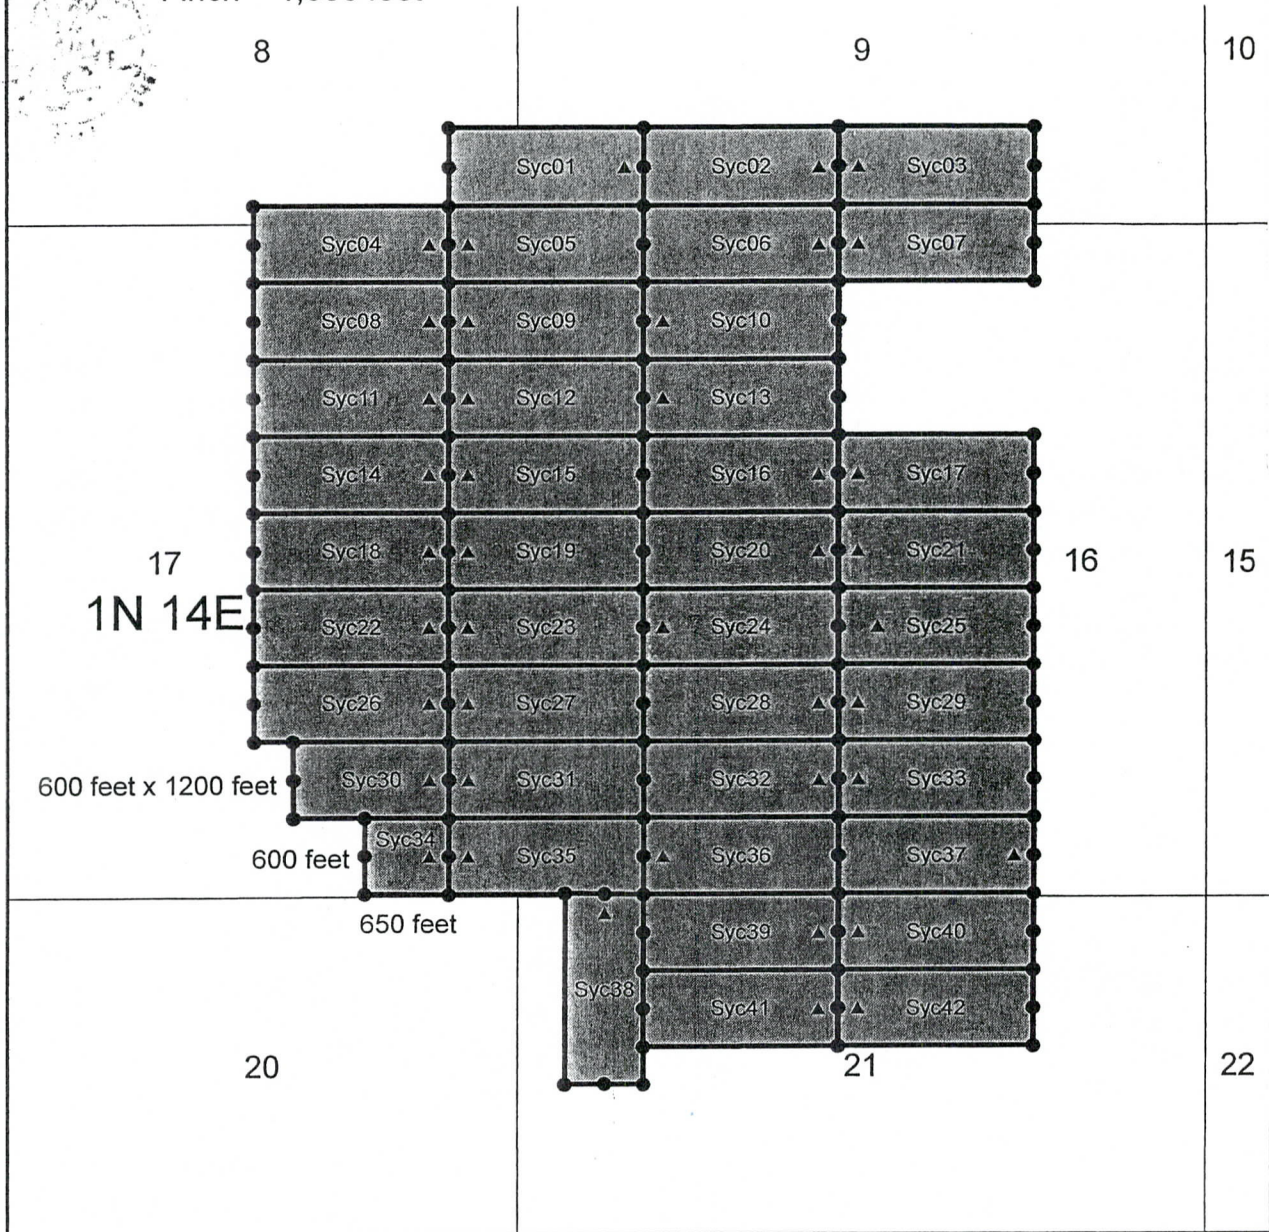 8 9 10
Syc01 Syc02 Syc03
Syc04 Syc05 Syc06 Syc07
Syc08 Syc09 Syc10
Syc11 Syc12 Syc13
Syc14 Syc15 Syc16 Syc17
17 Syc18 Syc19 Syc20 Syc21 16 15
1N 14E Syc22 Syc23 Syc24 Syc25
Syc26 Syc27 Syc28 Syc29
600 feet x 1200 feet Syc30 Syc31 Syc32 Syc33
600 feet Syc34 Syc35 Syc36 Syc37
650 feet
Syc39 Syc40
Syc38
Syc41 Syc42
20 21 22